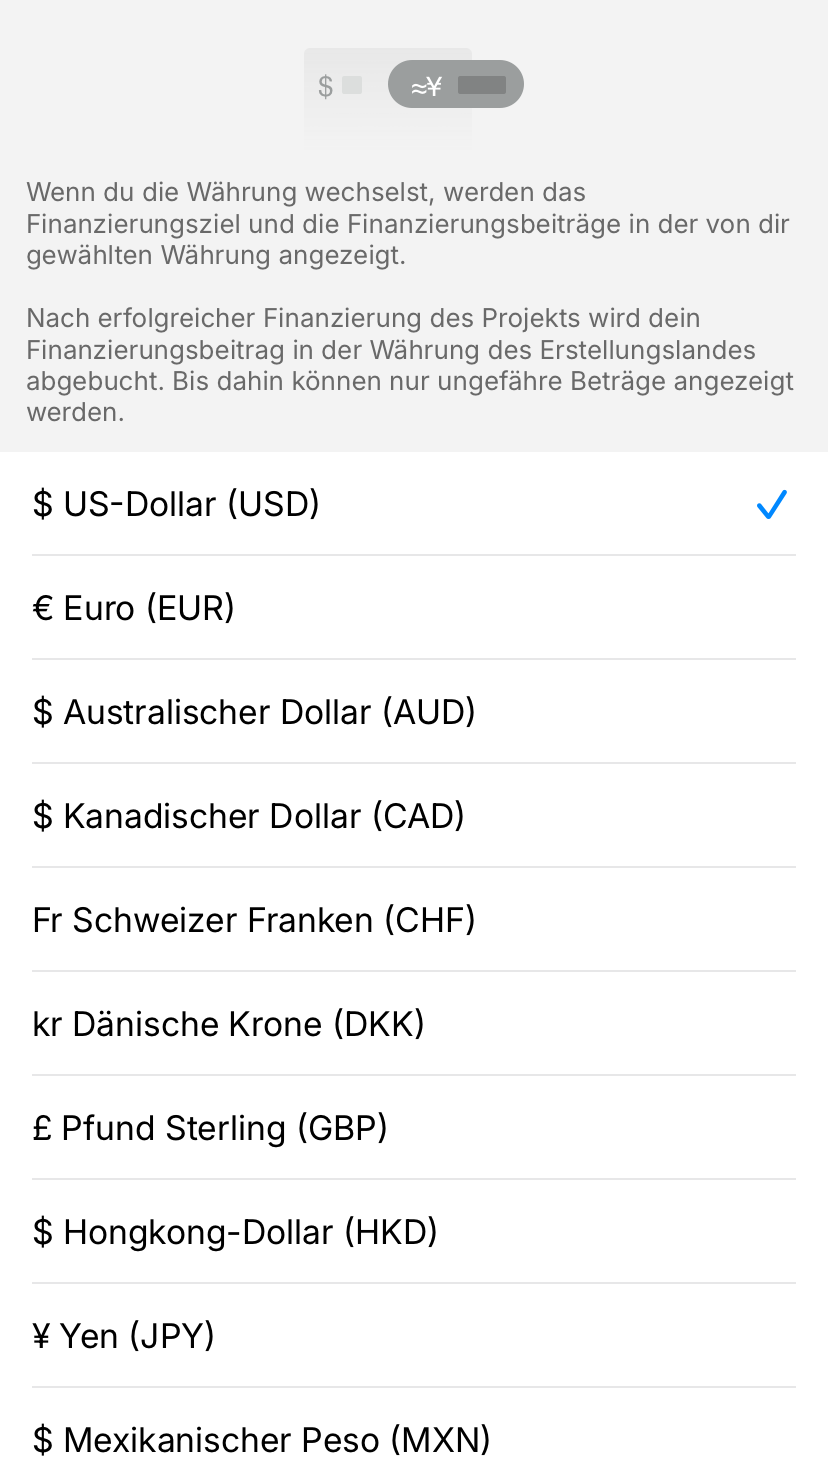 $
≈¥
Wenn du die Währung wechselst, werden das
Finanzierungsziel und die Finanzierungsbeiträge in der von dir
gewählten Währung angezeigt.
Nach erfolgreicher Finanzierung des Projekts wird dein
Finanzierungsbeitrag in der Währung des Erstellungslandes
abgebucht. Bis dahin können nur ungefähre Beträge angezeigt
werden.
$ US-Dollar (USD)
€ Euro (EUR)
$ Australischer Dollar (AUD)
$ Kanadischer Dollar (CAD)
Fr Schweizer Franken (CHF)
kr Dänische Krone (DKK)
£ Pfund Sterling (GBP)
$ Hongkong-Dollar (HKD)
¥ Yen (JPY)
$ Mexikanischer Peso (MXN)